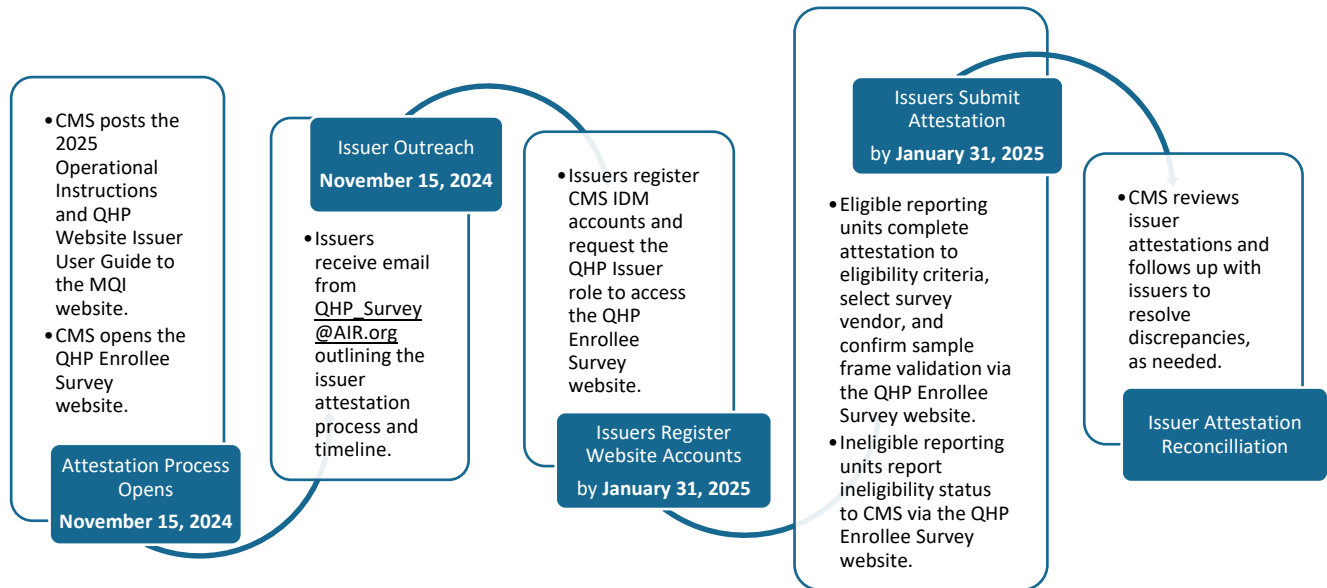 •CMS posts the
2025
Operational
Instructions
and QHP
Website Issuer
User Guide to
the MQI
website.
•CMS opens the
QHP Enrollee
Survey
website.
Attestation Process
Opens
November 15, 2024
Issuer Outreach
November 15, 2024
•Issuers
receive email
from
QHP_Survey
@AIR.org
outlining the
issuer
attestation
process and
timeline.
•Issuers register
CMS IDM
accounts and
request the
QHP Issuer
role to access
the QHP
Enrollee
Survey
website.
Issuers Register
Website Accounts
by January 31, 2025
Issuers Submit
Attestation
by January 31, 2025
•Eligible reporting
units complete
attestation to
eligibility criteria,
select survey
vendor, and
confirm sample
frame validation via
the QHP Enrollee
Survey website.
•Ineligible reporting
units report
ineligibility status
to CMS via the QHP
Enrollee Survey
website.
•CMS reviews
issuer
attestations and
follows up with
issuers to
resolve
discrepancies,
as needed.
Issuer Attestation
Reconcilliation